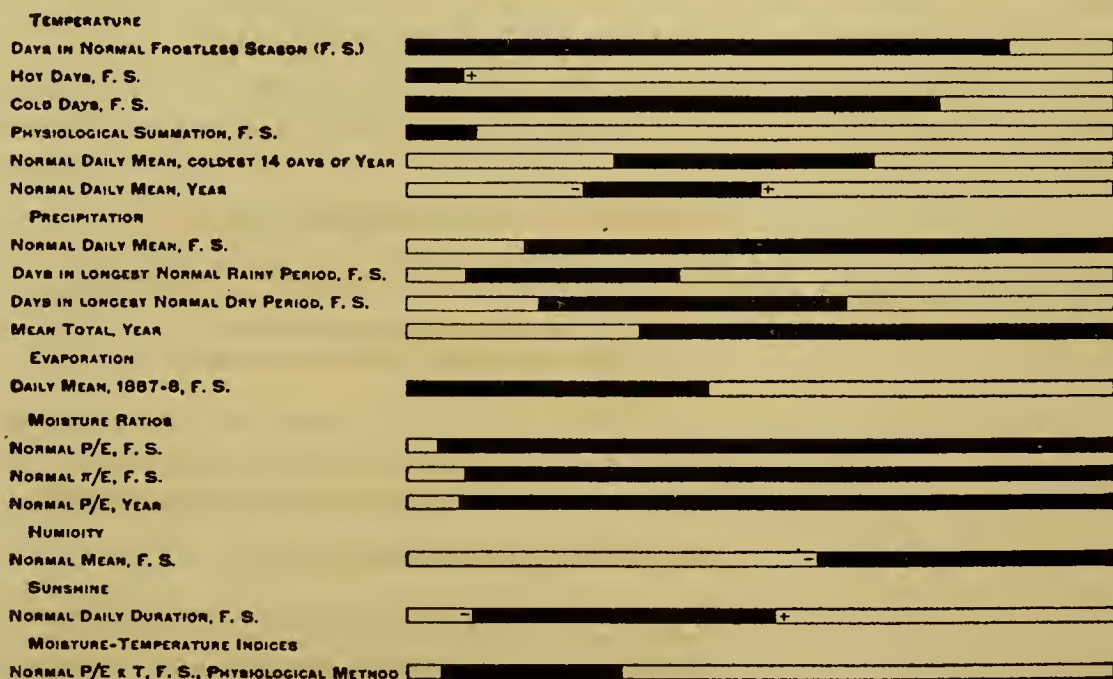 TEMPERATURE
DAYS IN NORMAL FROSTLESS SEASON (F. S.)
HOT DAYS, F. S. +
COLD DAYS, F. S.
PHYSIOLOGICAL SUMMATION, F. S.
NORMAL DAILY MEAN, COLDEST 14 DAYS OF YEAR
NORMAL DAILY MEAN, YEAR - +
PRECIPITATION
NORMAL DAILY MEAN, F. S.
DAYS IN LONGEST NORMAL RAINY PERIOD, F. S.
DAYS IN LONGEST NORMAL DRY PERIOD, F. S.
MEAN TOTAL, YEAR
EVAPORATION
DAILY MEAN, 1887-8, F. S.
MOISTURE RATIOS
NORMAL P/E, F. S.
NORMAL π/E, F. S.
NORMAL P/E, YEAR
HUMIDITY
NORMAL MEAN, F. S. -
SUNSHINE
NORMAL DAILY DURATION, F. S. - +
MOISTURE-TEMPERATURE INDICES
NORMAL P/E x T, F. S., PHYSIOLOGICAL METHOD